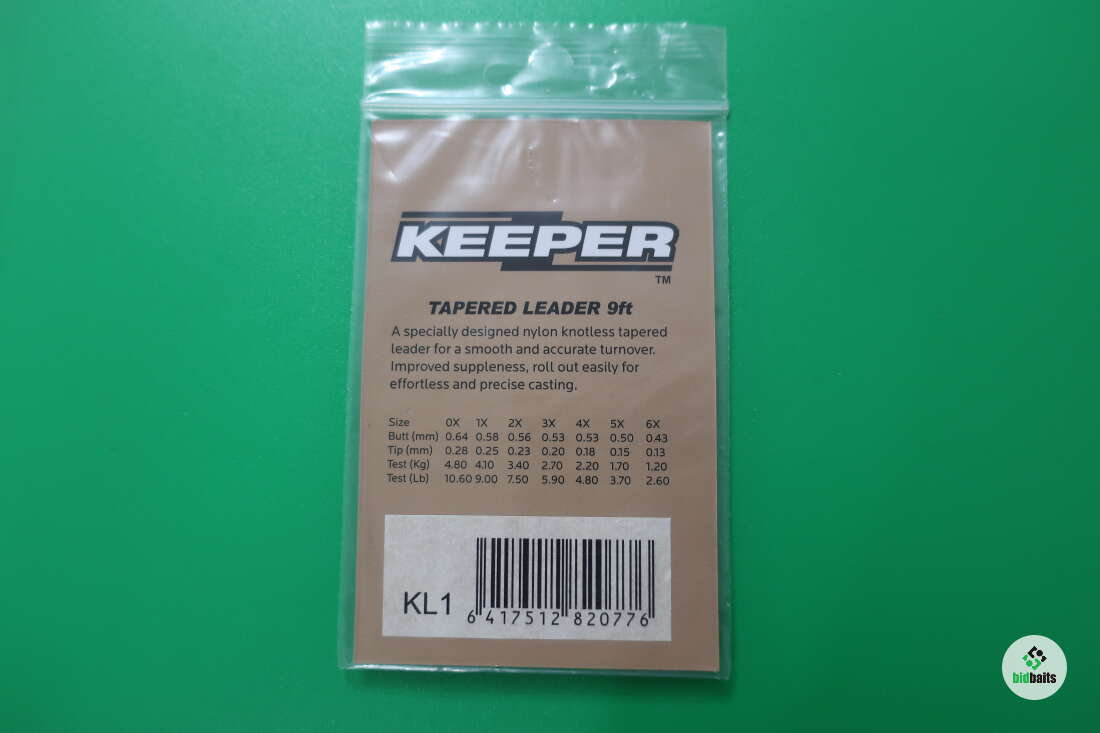 KEEPER
TM
TAPERED LEADER 9ft
A specially designed nylon knotless tapered
leader for a smooth and accurate turnover.
Improved suppleness, roll out easily for
effortless and precise casting.
Size 0X 1X 2X 3X 4X 5X 6X
Butt (mm) 0.64 0.58 0.56 0.53 0.53 0.50 0.43
Tip (mm) 0.28 0.25 0.23 0.20 0.18 0.15 0.13
Test (Kg) 4.80 4.10 3.40 2.70 2.20 1.70 1.20
Test (Lb) 10.60 9.00 7.50 5.90 4.80 3.70 2.60
KL1
6 417512 820776
bidbaits